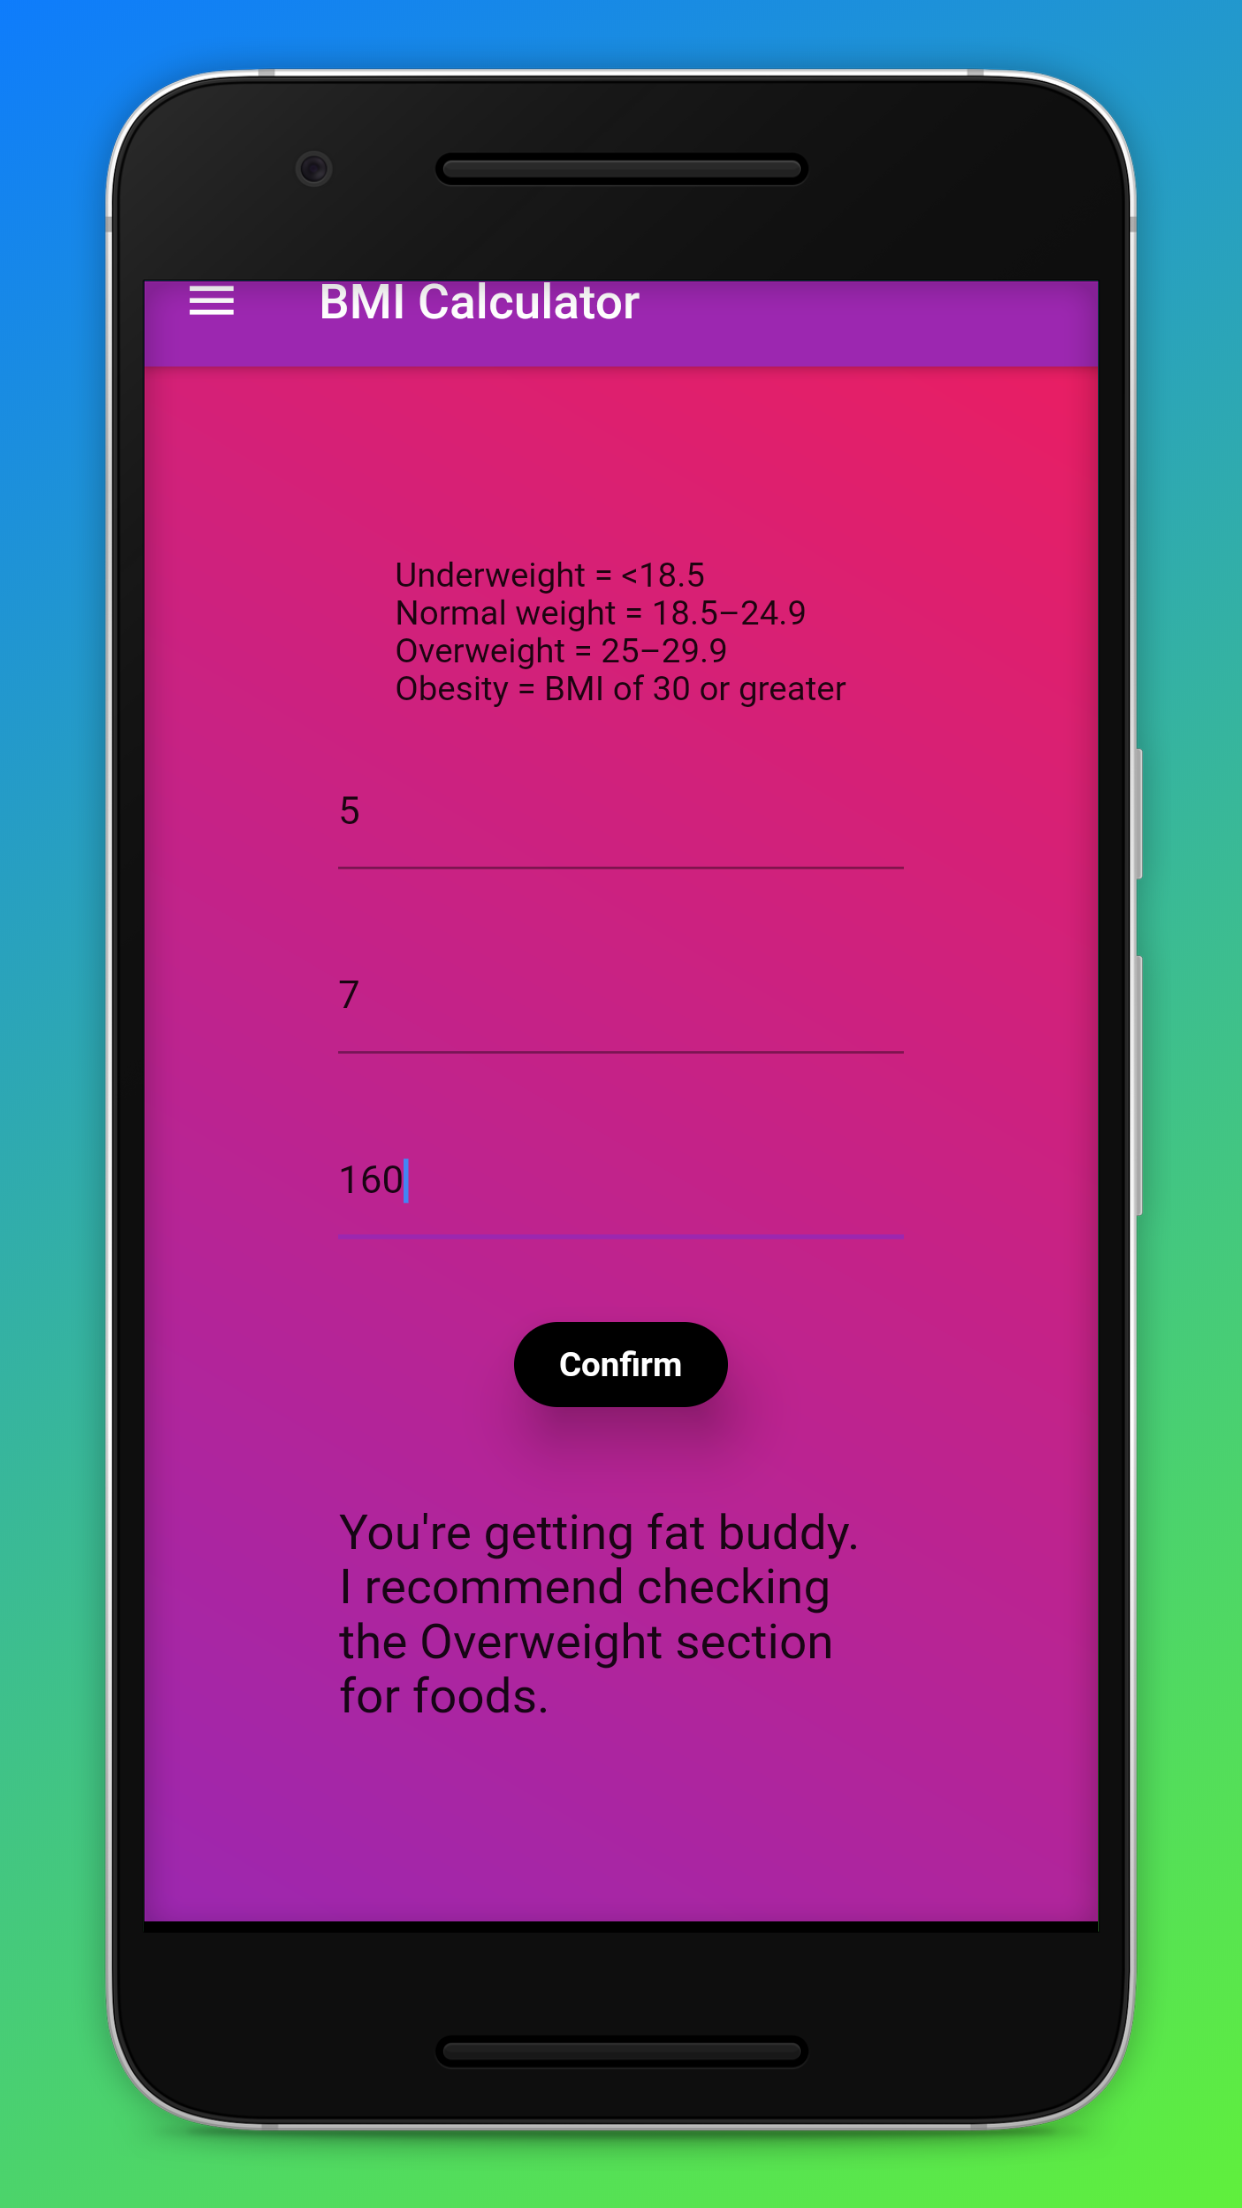 BMI Calculator
Underweight = <18.5
Normal weight = 18.5–24.9
Overweight = 25–29.9
Obesity = BMI of 30 or greater
5
7
160
Confirm
You're getting fat buddy.
I recommend checking
the Overweight section
for foods.